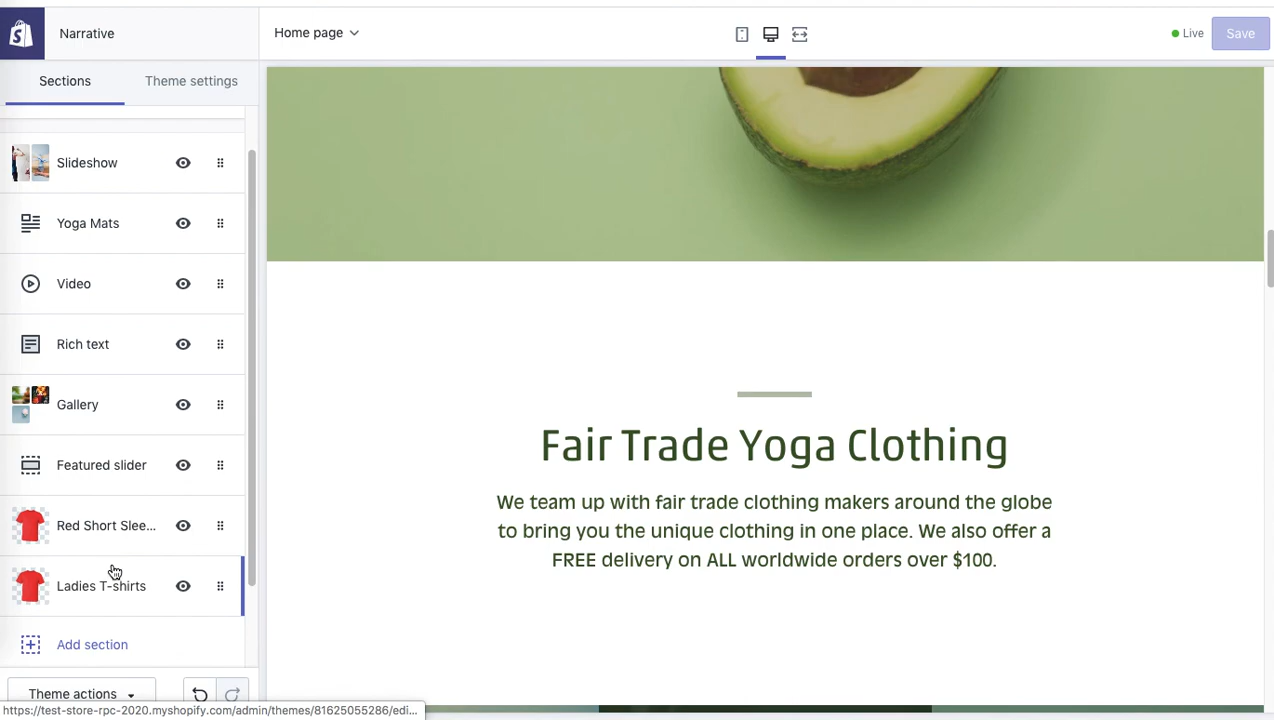 Narrative
Home page
Live
Save
Sections
Theme settings
Slideshow
Yoga Mats
Video
Rich text
Gallery
Featured slider
Red Short Slee...
Ladies T-shirts
Add section
Theme actions
Fair Trade Yoga Clothing
We team up with fair trade clothing makers around the globe
to bring you the unique clothing in one place. We also offer a
FREE delivery on ALL worldwide orders over $100.
https://test-store-rpc-2020.myshopify.com/admin/themes/81625055286/edi...